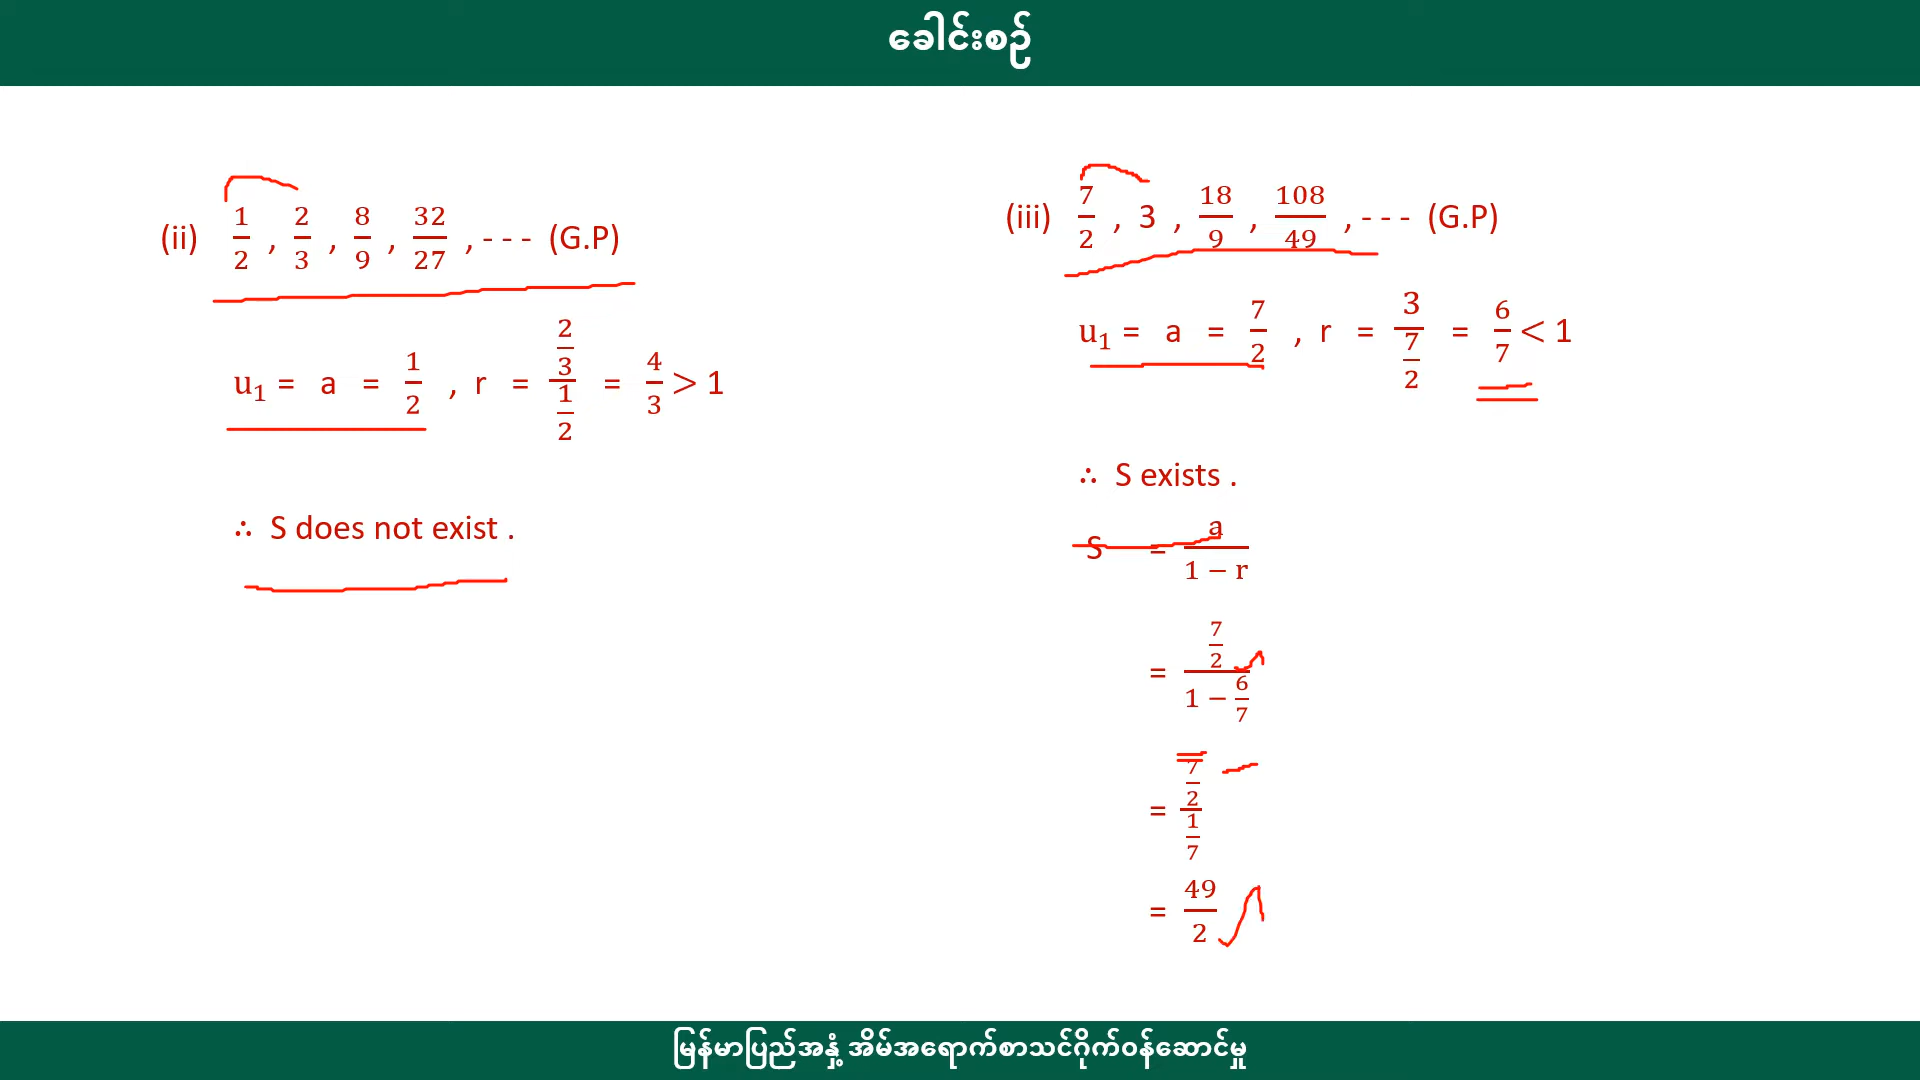 ခေါင်းစဉ်
(ii) 1/2 , 2/3 , 8/9 , 32/27 , - - - (G.P)
u₁ = a = 1/2 , r = (2/3)/(1/2) = 4/3 > 1
∴ S does not exist .
(iii) 7/2 , 3 , 18/9 , 108/49 , - - - (G.P)
u₁ = a = 7/2 , r = 3/(7/2) = 6/7 < 1
∴ S exists .
S = a/(1 − r)
= (7/2)/(1 − 6/7)
= (7/2)/(1/7)
= 49/2
မြန်မာပြည်အနှံ့ အိမ်အရောက်စာသင်ဂိုက်ဝန်ဆောင်မှု